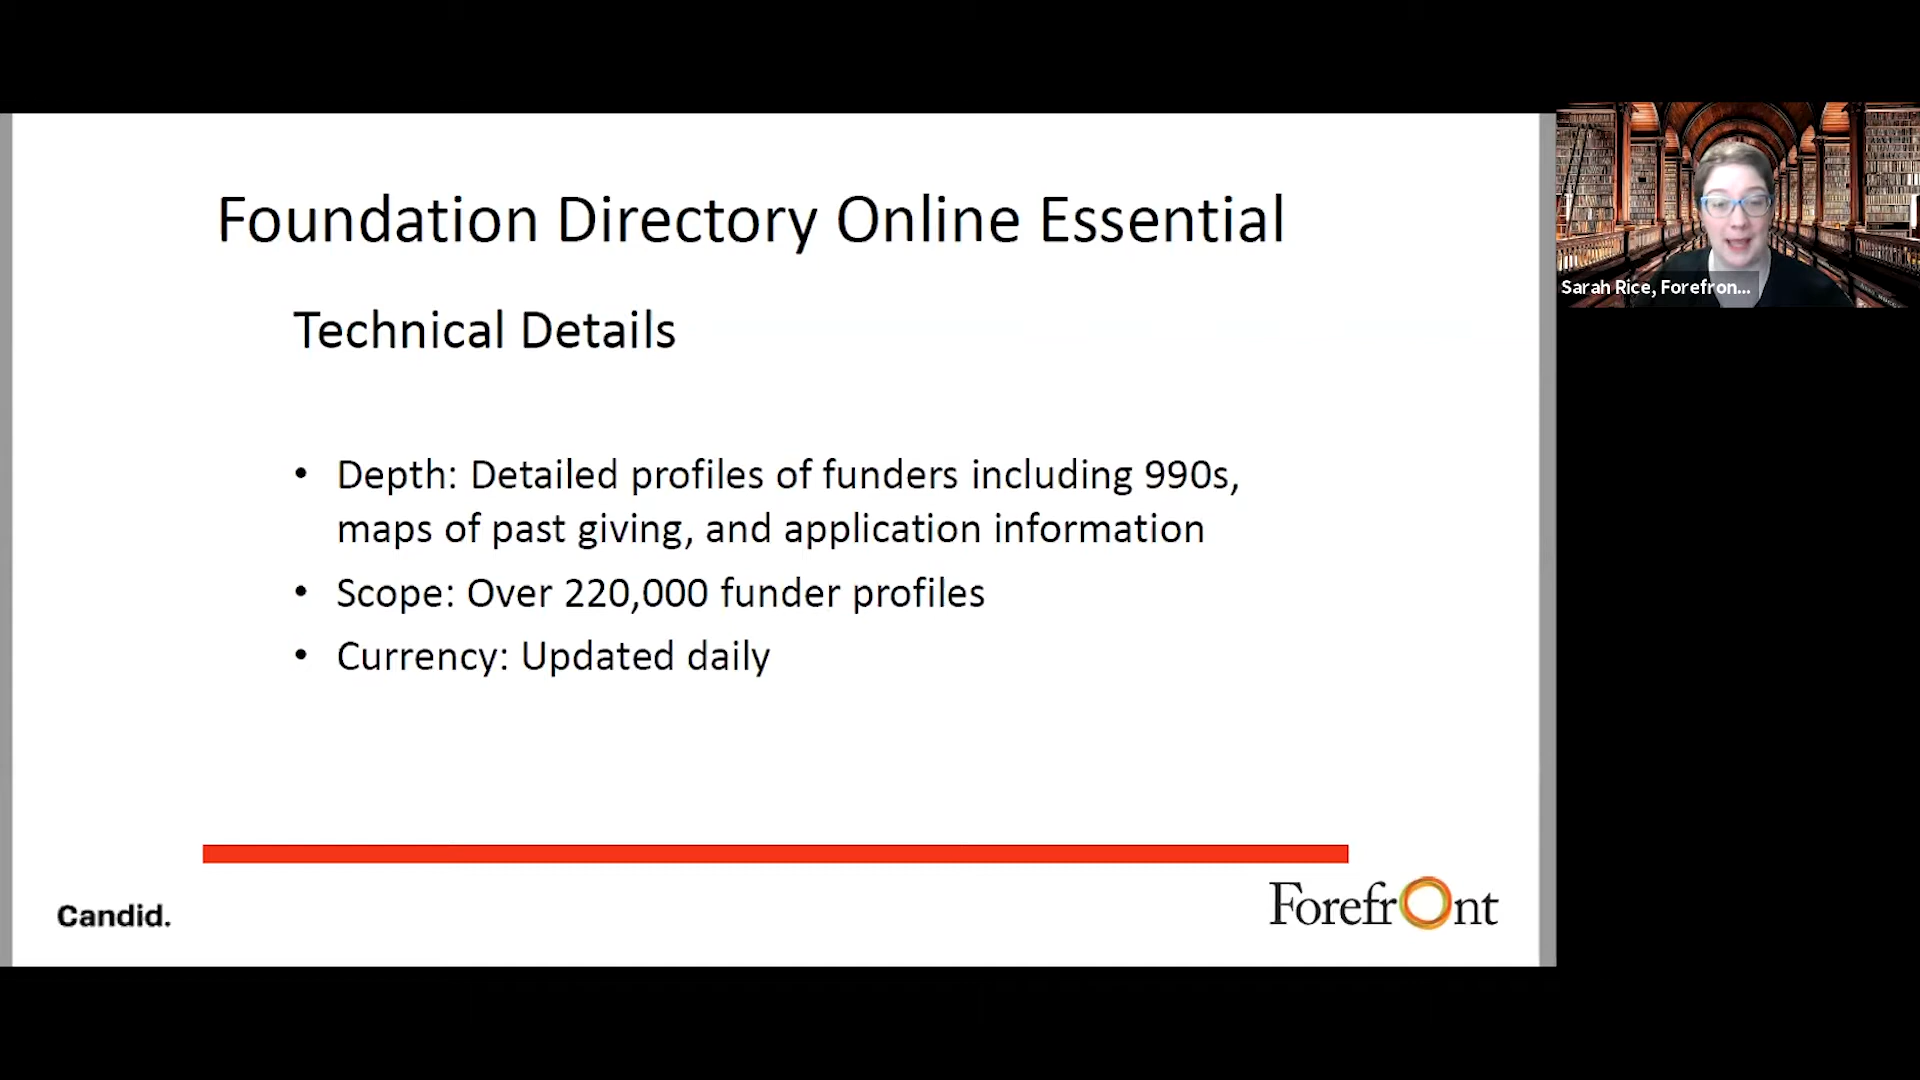 Foundation Directory Online Essential
Technical Details
• Depth: Detailed profiles of funders including 990s,
maps of past giving, and application information
• Scope: Over 220,000 funder profiles
• Currency: Updated daily
Candid.
Forefront
Sarah Rice, Forefron...